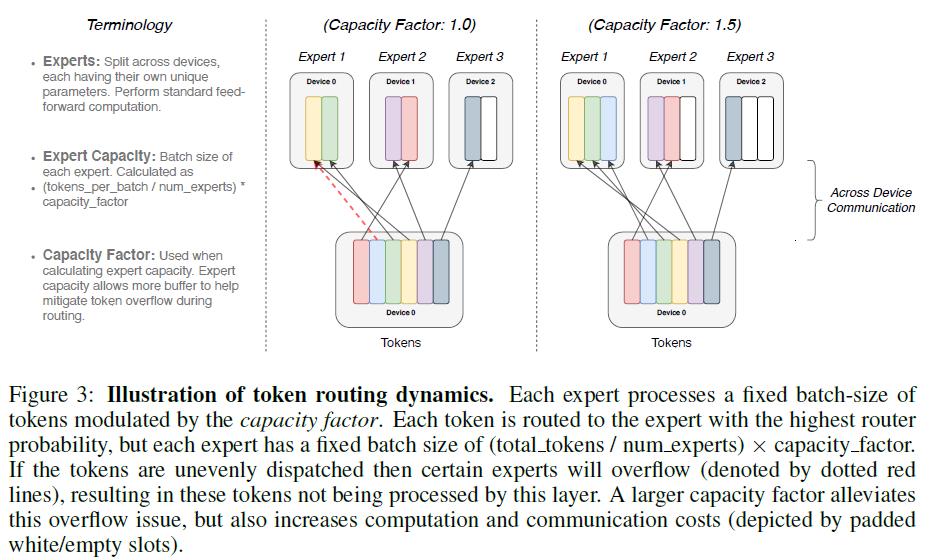 Terminology
• Experts: Split across devices,
each having their own unique
parameters. Perform standard feed-
forward computation.
• Expert Capacity: Batch size of
each expert. Calculated as
• (tokens_per_batch / num_experts) *
capacity_factor
• Capacity Factor: Used when
calculating expert capacity. Expert
capacity allows more buffer to help
mitigate token overflow during
routing.
(Capacity Factor: 1.0)
Expert 1 Expert 2 Expert 3
Device 0 Device 1 Device 2
Device 0
Tokens
(Capacity Factor: 1.5)
Expert 1 Expert 2 Expert 3
Device 0 Device 1 Device 2
Device 0
Tokens
Across Device
Communication
Figure 3: Illustration of token routing dynamics. Each expert processes a fixed batch-size of
tokens modulated by the capacity factor. Each token is routed to the expert with the highest router
probability, but each expert has a fixed batch size of (total_tokens / num_experts) × capacity_factor.
If the tokens are unevenly dispatched then certain experts will overflow (denoted by dotted red
lines), resulting in these tokens not being processed by this layer. A larger capacity factor alleviates
this overflow issue, but also increases computation and communication costs (depicted by padded
white/empty slots).